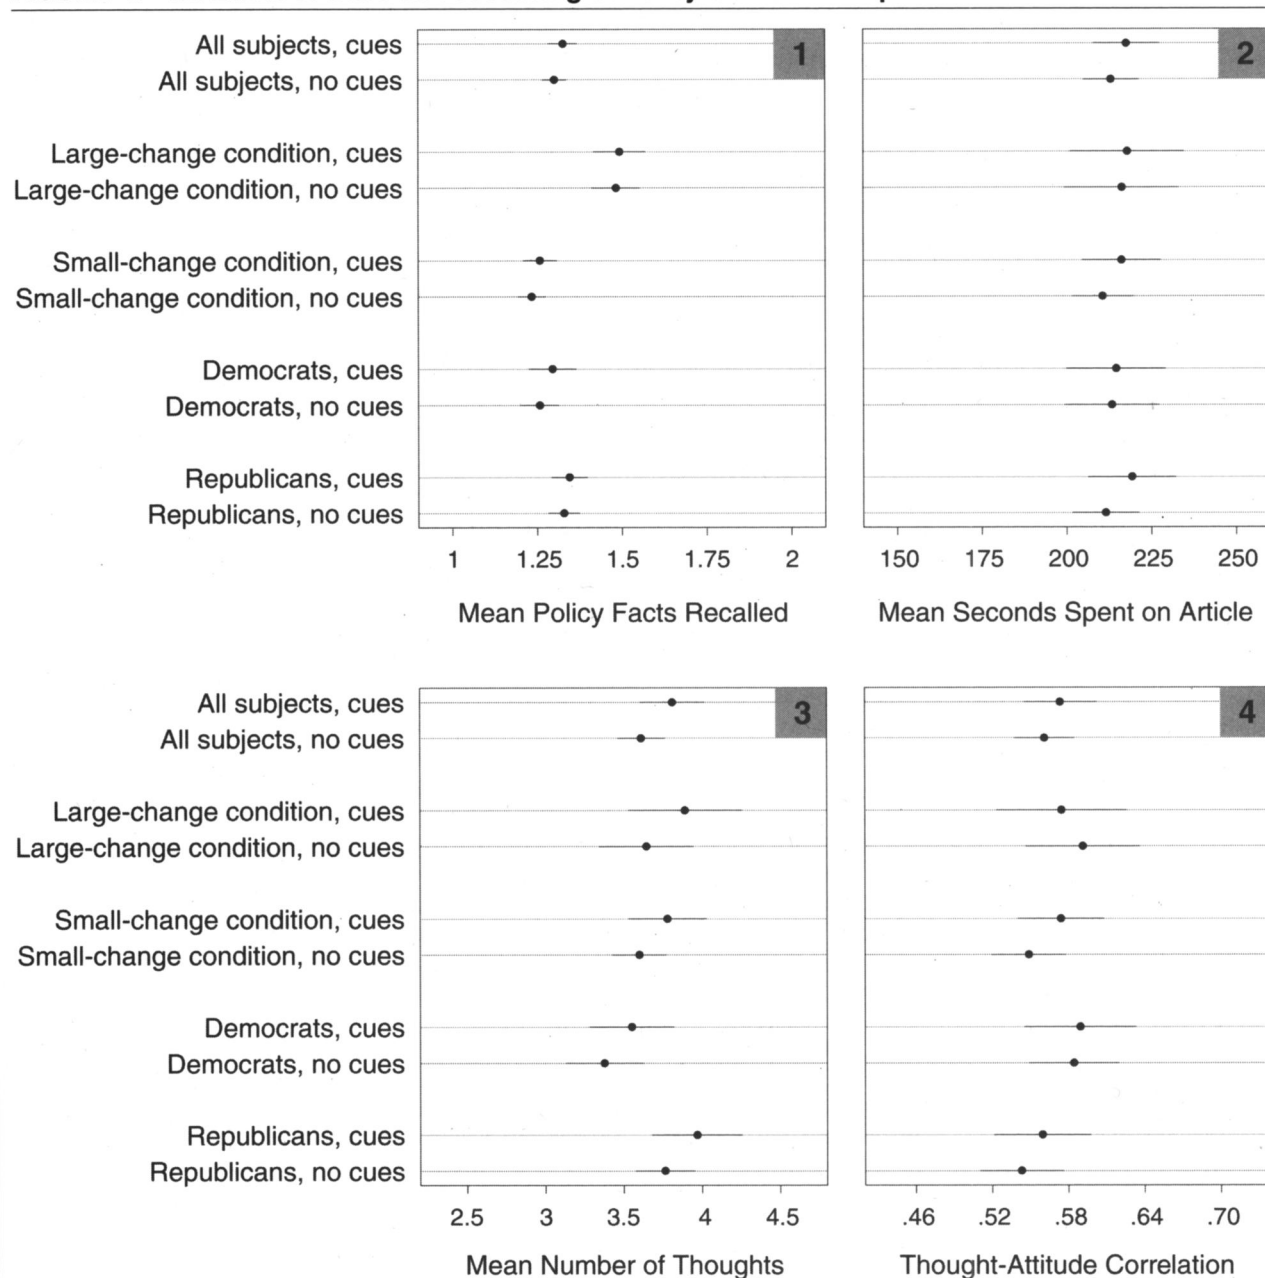 All subjects, cues
All subjects, no cues
Large-change condition, cues
Large-change condition, no cues
Small-change condition, cues
Small-change condition, no cues
Democrats, cues
Democrats, no cues
Republicans, cues
Republicans, no cues
1
2
1 1.25 1.5 1.75 2
150 175 200 225 250
Mean Policy Facts Recalled
Mean Seconds Spent on Article
All subjects, cues
All subjects, no cues
Large-change condition, cues
Large-change condition, no cues
Small-change condition, cues
Small-change condition, no cues
Democrats, cues
Democrats, no cues
Republicans, cues
Republicans, no cues
3
4
2.5 3 3.5 4 4.5
.46 .52 .58 .64 .70
Mean Number of Thoughts
Thought-Attitude Correlation